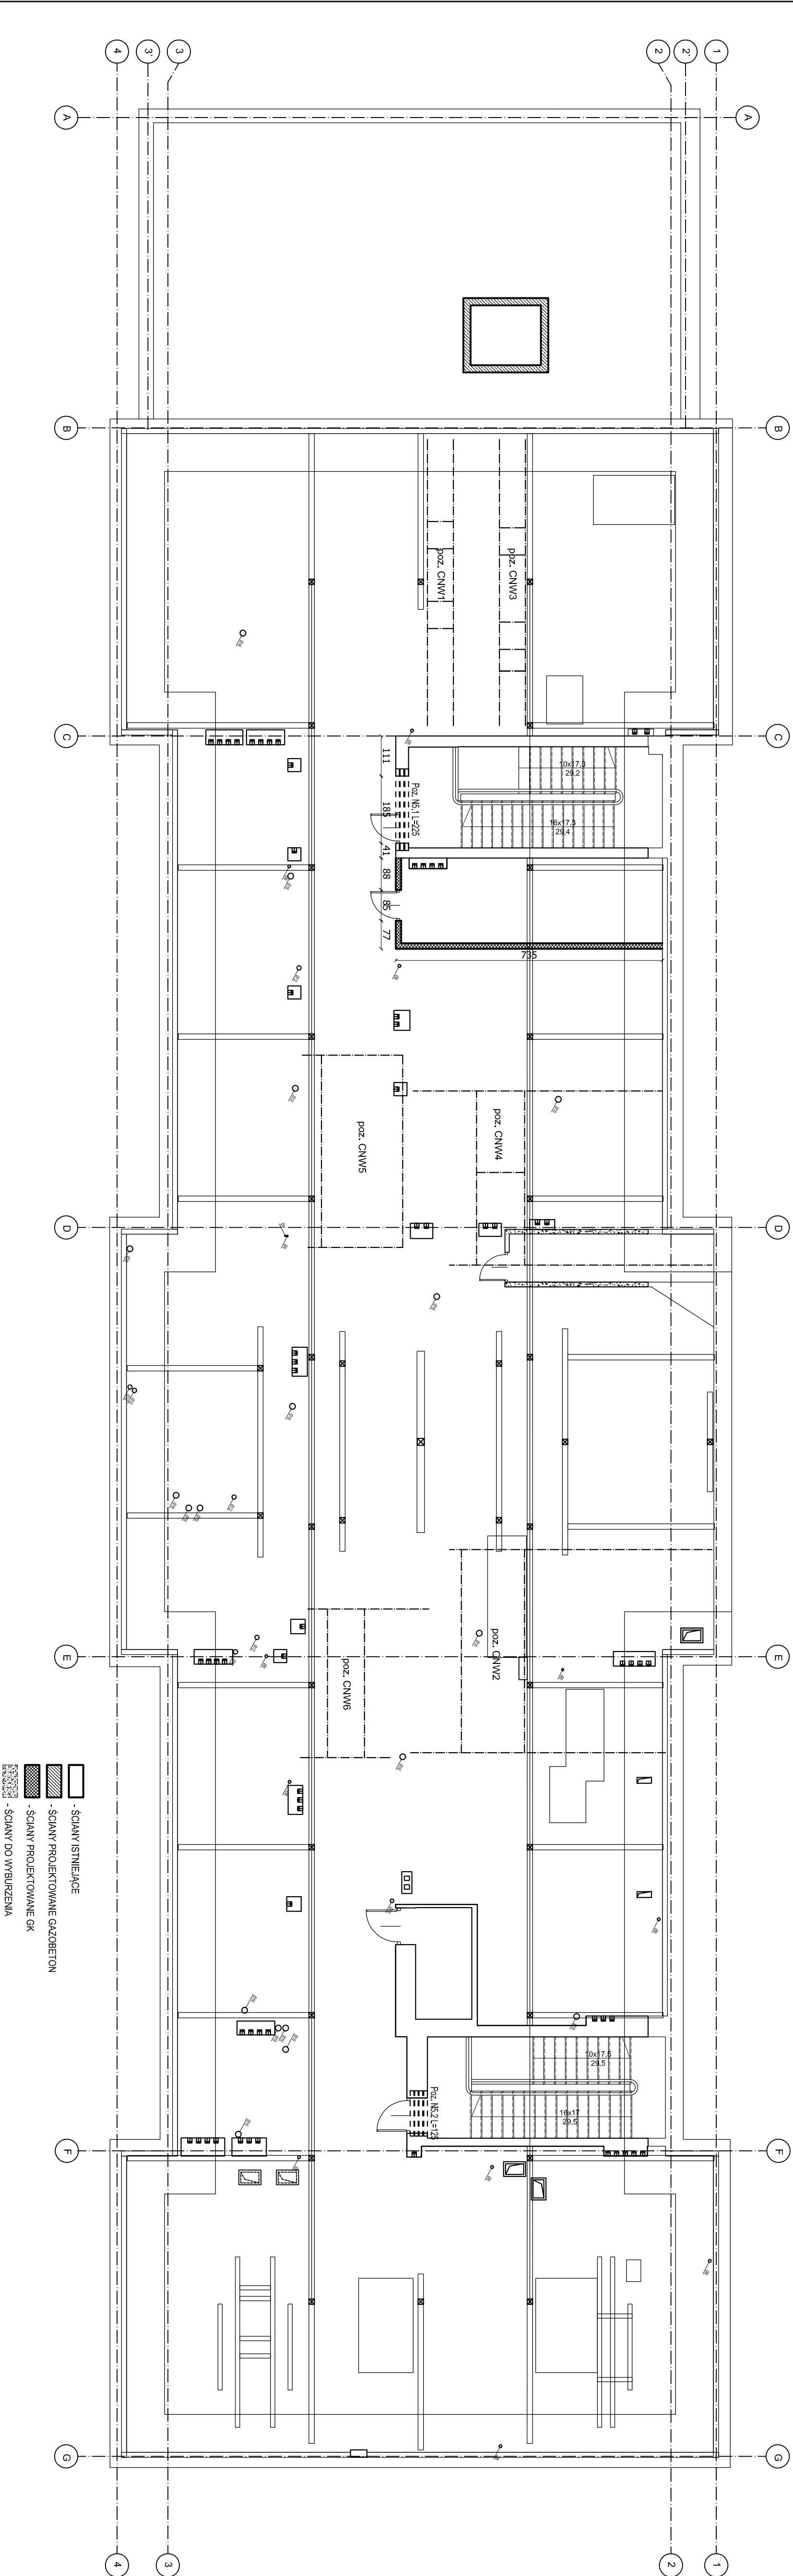 4
3'
3
2
2'
1
A
A
B
B
poz. CNW1
poz. CNW3
C
C
111
185
41
88
85
77
Poz. N5,1 L=225
10x17,3
29,2
16x17,3
29,4
735
poz. CNW5
poz. CNW4
D
D
poz. CNW6
poz. CNW2
E
E
10x17,5
29,5
16x17
29,5
Poz. N5,2 L=125
F
F
G
G
4
3
2
1
- ŚCIANY ISTNIEJĄCE
- ŚCIANY PROJEKTOWANE GAZOBETON
- ŚCIANY PROJEKTOWANE GK
- ŚCIANY DO WYBURZENIA